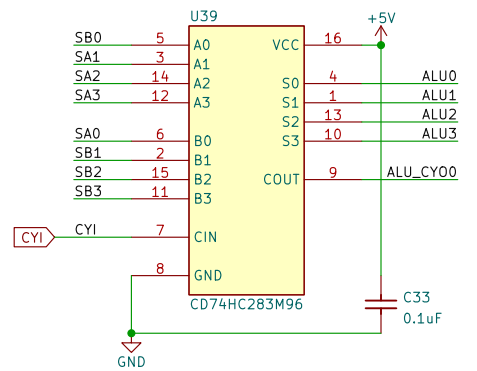 U39
+5V
SB0 5 A0 VCC 16
SA1 3 A1
SA2 14 A2 S0 4 ALU0
SA3 12 A3 S1 1 ALU1
S2 13 ALU2
SA0 6 B0 S3 10 ALU3
SB1 2 B1
SB2 15 B2 COUT 9 ALU_CYO0
SB3 11 B3
CYI CYI 7 CIN
8 GND
CD74HC283M96
C33
0.1uF
GND